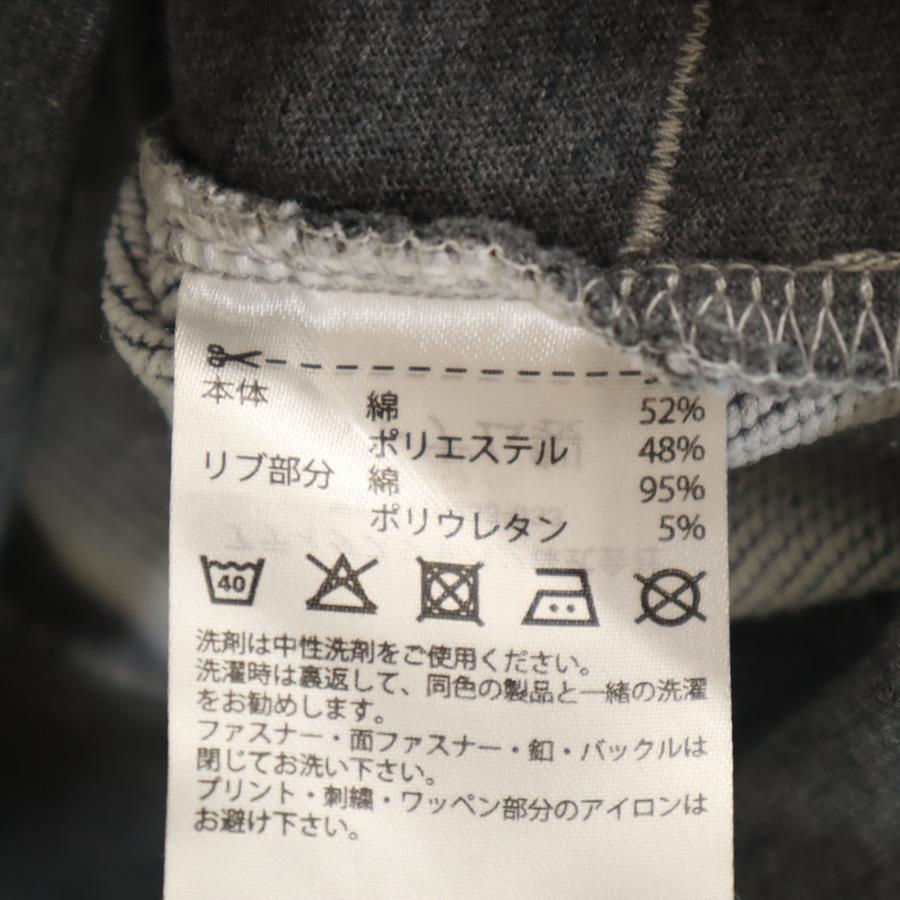 本体 綿 52%
ポリエステル 48%
リブ部分 綿 95%
ポリウレタン 5%
40
洗剤は中性洗剤をご使用ください。
洗濯時は裏返して、同色の製品と一緒の洗濯
をお勧めします。
ファスナー・面ファスナー・釦・バックルは
閉じてお洗い下さい。
プリント・刺繍・ワッペン部分のアイロンは
お避け下さい。